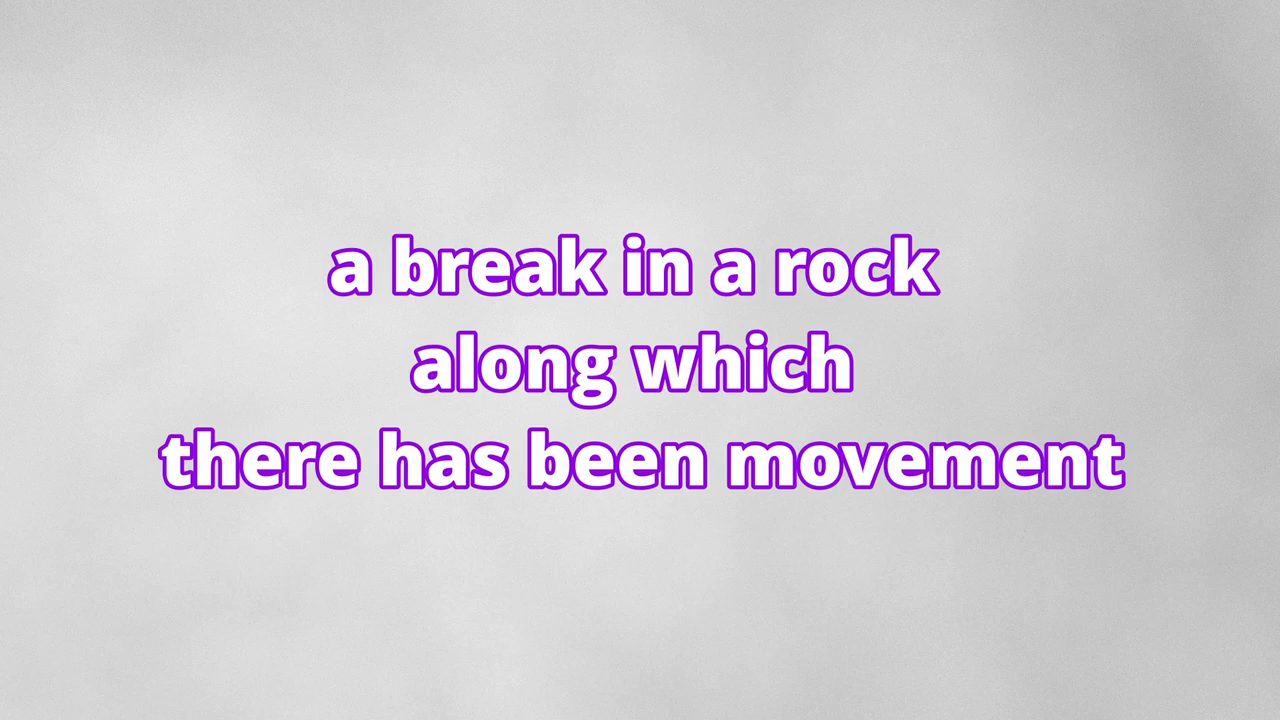 a break in a rock
along which
there has been movement